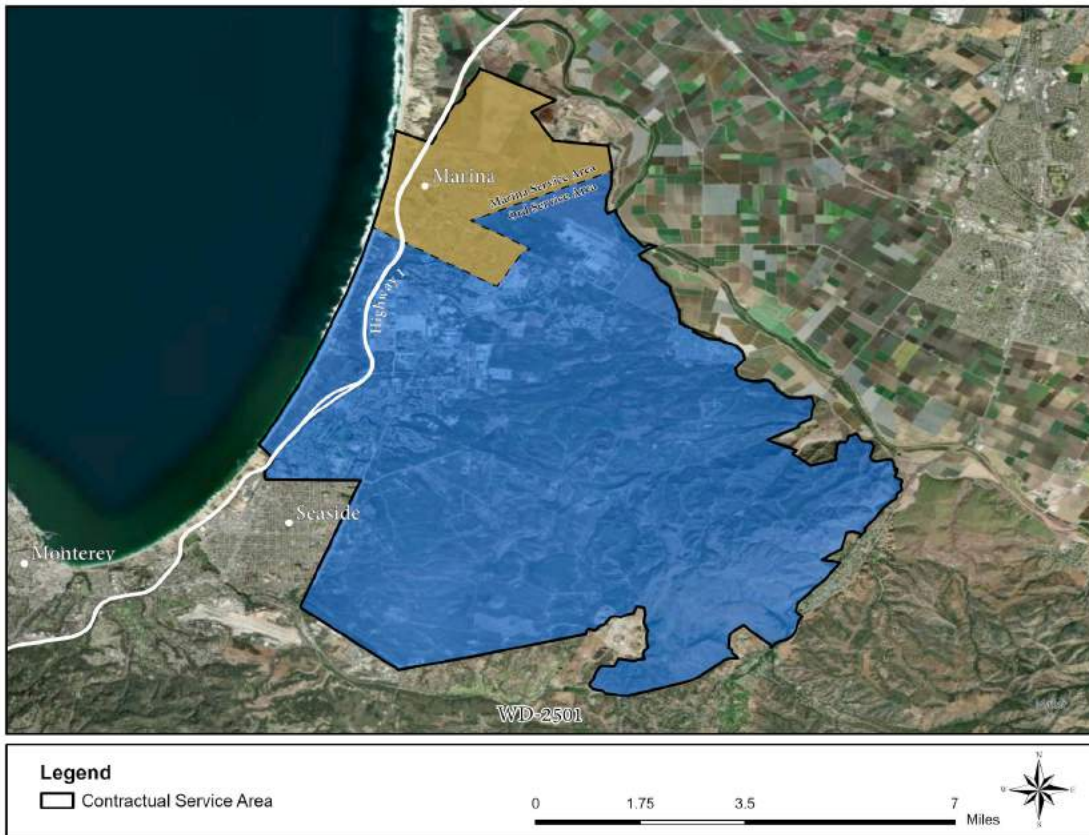 Marina
Marina Service Area
Ord Service Area
Highway 1
Seaside
Monterey
WD-2501
Legend
Contractual Service Area
0 1.75 3.5 7
Miles
N
W E
S